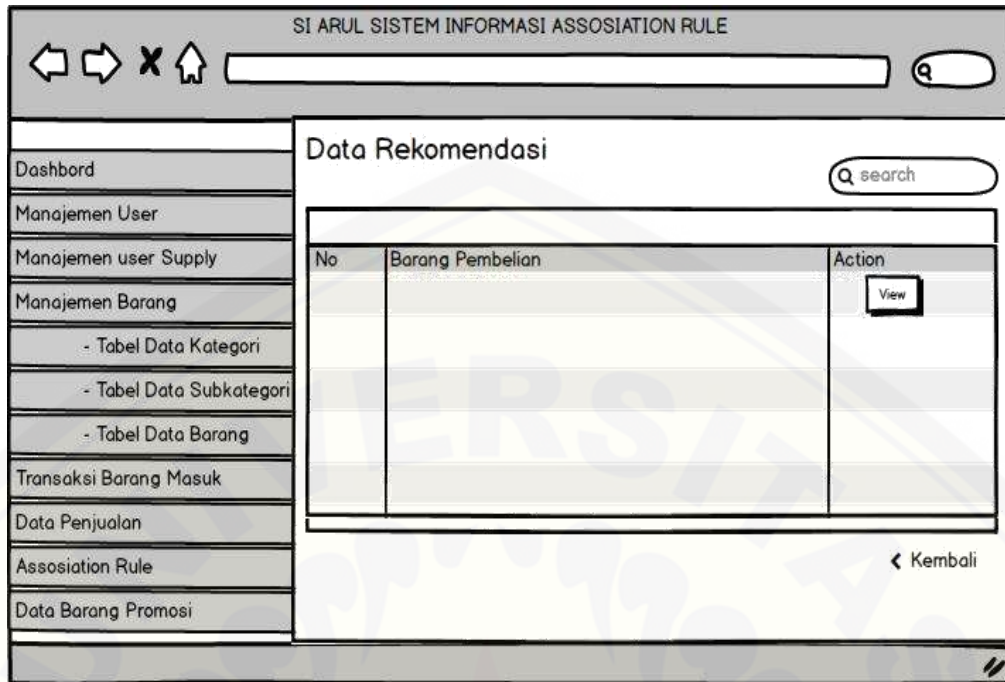 SI ARUL SISTEM INFORMASI ASSOSIATION RULE
Dashbord
Manajemen User
Manajemen user Supply
Manajemen Barang
- Tabel Data Kategori
- Tabel Data Subkategori
- Tabel Data Barang
Transaksi Barang Masuk
Data Penjualan
Assosiation Rule
Data Barang Promosi
Data Rekomendasi
search
No Barang Pembelian Action
View
Kembali
UNIVERSITAS